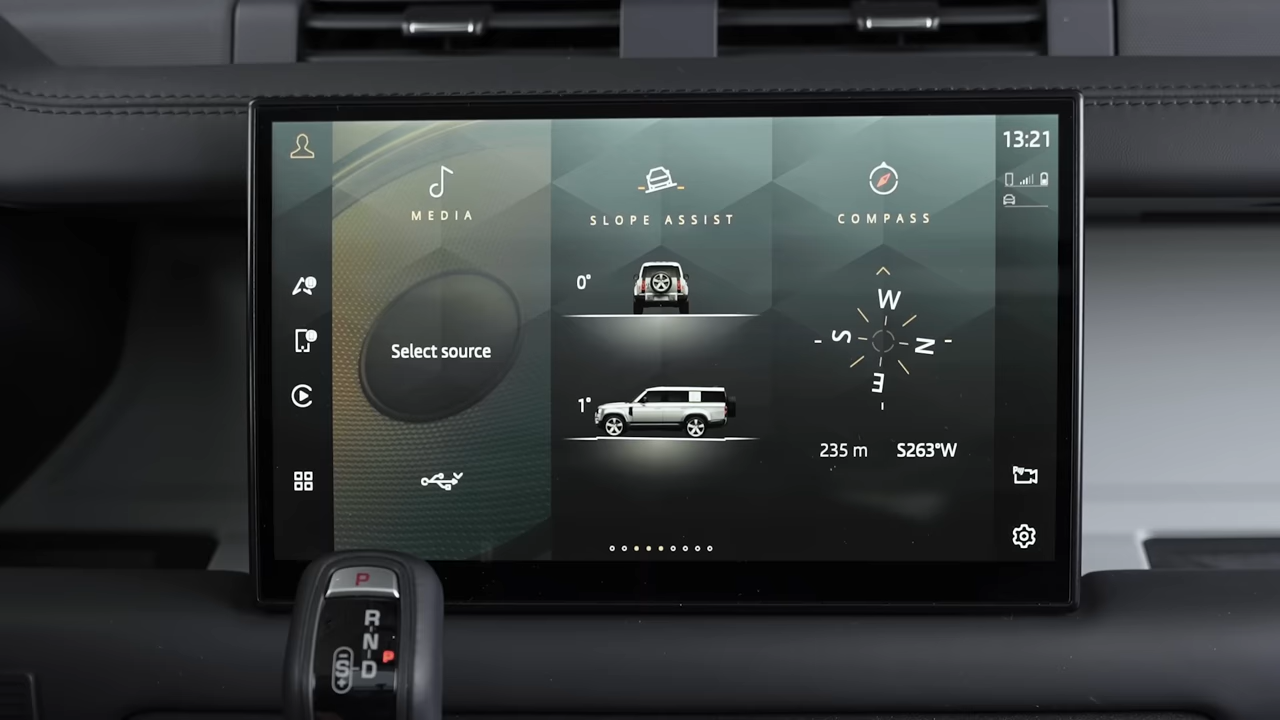 13:21
MEDIA
SLOPE ASSIST
COMPASS
0°
W
S
N
E
Select source
1°
235 m
S263°W
P
R
N
P
S
D